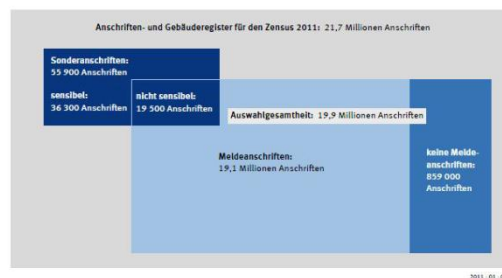 Anschriften- und Gebäuderegister für den Zensus 2011: 21,7 Millionen Anschriften
Sonderanschriften:
55 900 Anschriften
sensibel:
36 300 Anschriften
nicht sensibel:
19 500 Anschriften
Auswahlgesamtheit: 19,9 Millionen Anschriften
Meldeanschriften:
19,1 Millionen Anschriften
keine Melde-
anschriften:
859 000
Anschriften